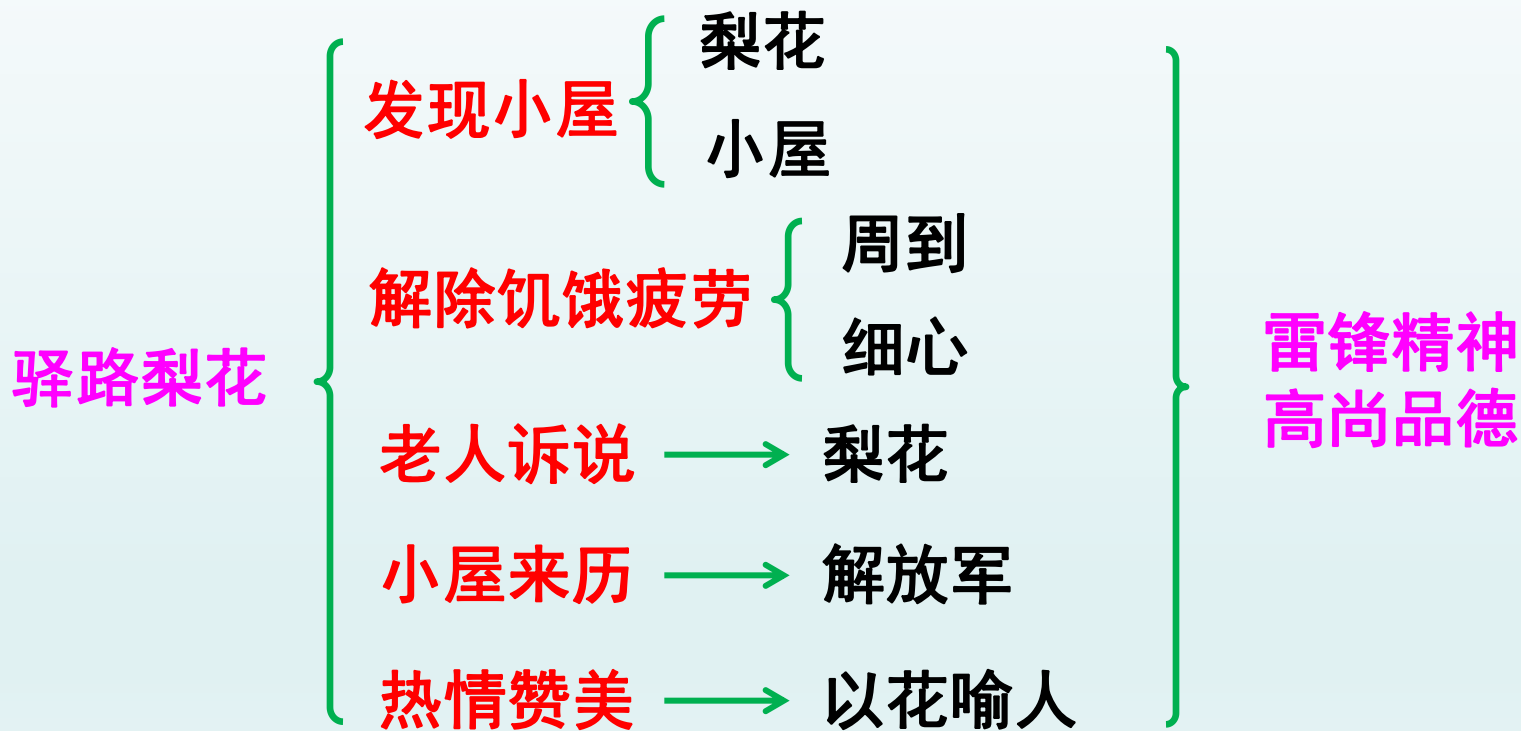 驿路梨花
发现小屋
梨花
小屋
解除饥饿疲劳
周到
细心
老人诉说
梨花
小屋来历
解放军
热情赞美
以花喻人
雷锋精神
高尚品德